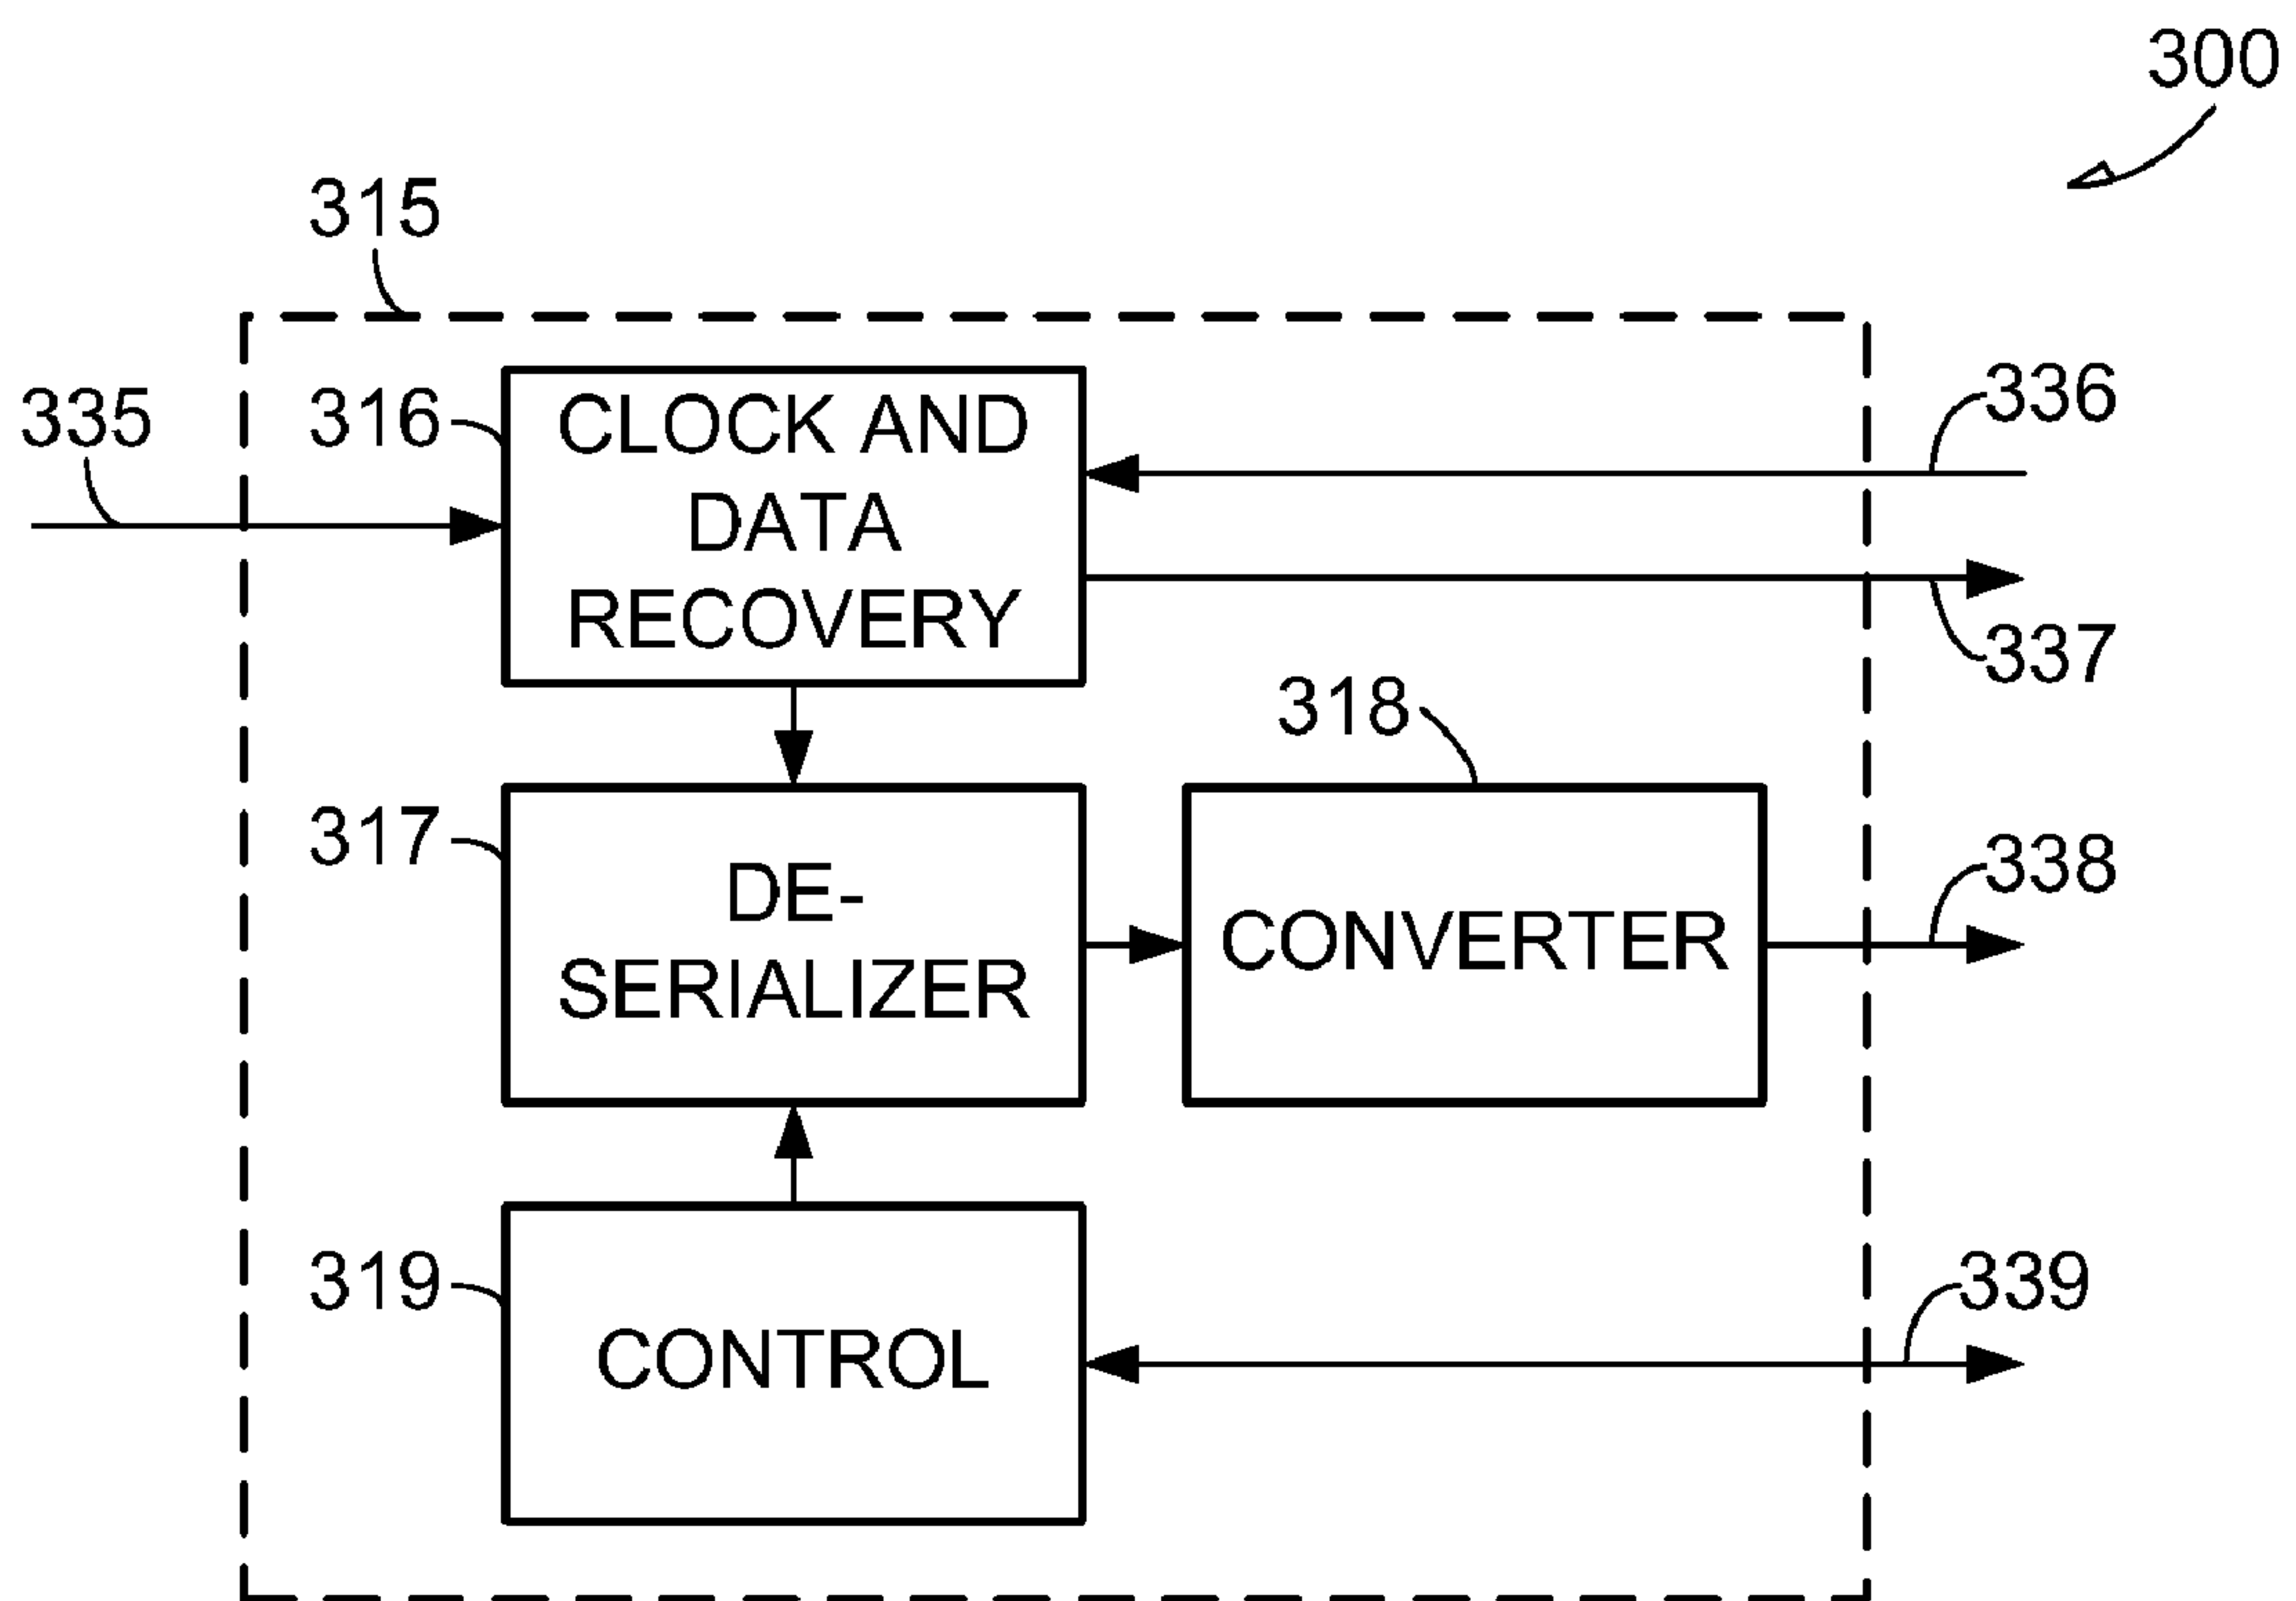 300
315
335
316
CLOCK AND
DATA
RECOVERY
336
337
318
317
DE-
SERIALIZER
CONVERTER
338
319
CONTROL
339